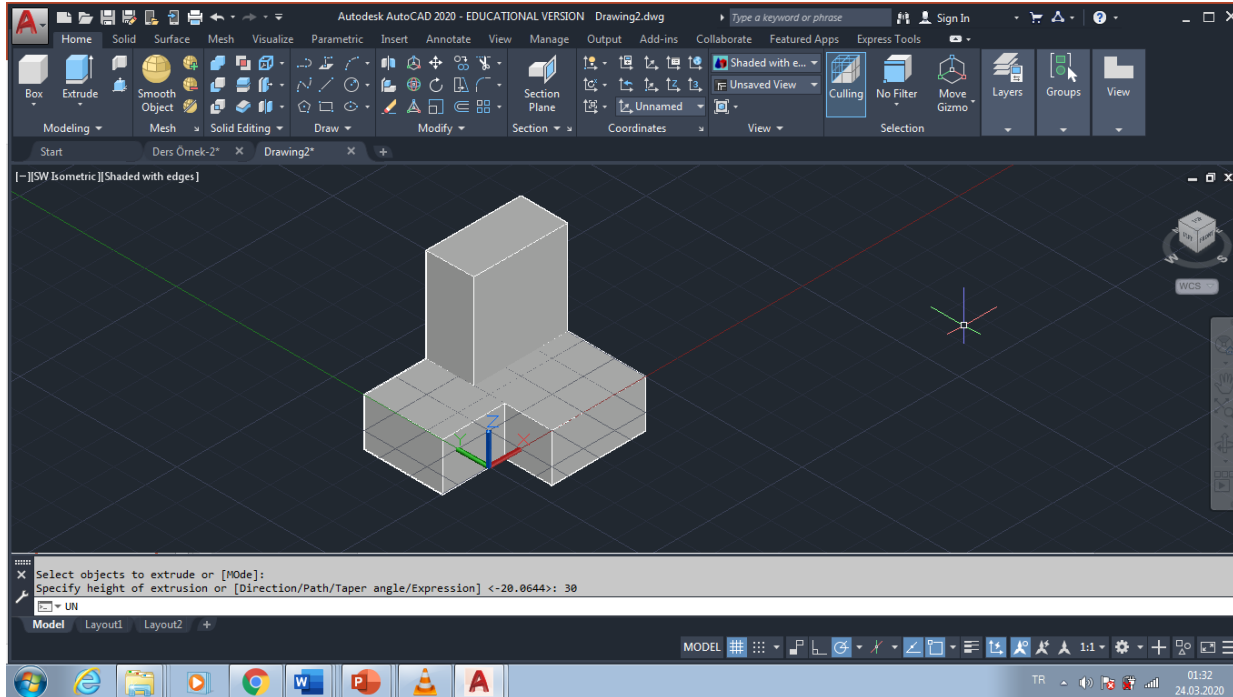 Autodesk AutoCAD 2020 - EDUCATIONAL VERSION Drawing2.dwg Type a keyword or phrase Sign In
Home Solid Surface Mesh Visualize Parametric Insert Annotate View Manage Output Add-ins Collaborate Featured Apps Express Tools
Shaded with e...
Unsaved View
Box Extrude Smooth Object Section Plane Unnamed Culling No Filter Move Gizmo Layers Groups View
Modeling Mesh Solid Editing Draw Modify Section Coordinates View Selection
Start Ders Örnek-2* Drawing2*
[−][SW Isometric][Shaded with edges]
W S
WCS
Z
Y X
Select objects to extrude or [MOde]:
Specify height of extrusion or [Direction/Path/Taper angle/Expression] <-20.0644>: 30
UN
Model Layout1 Layout2
MODEL 1:1
TR 01:32
24.03.2020